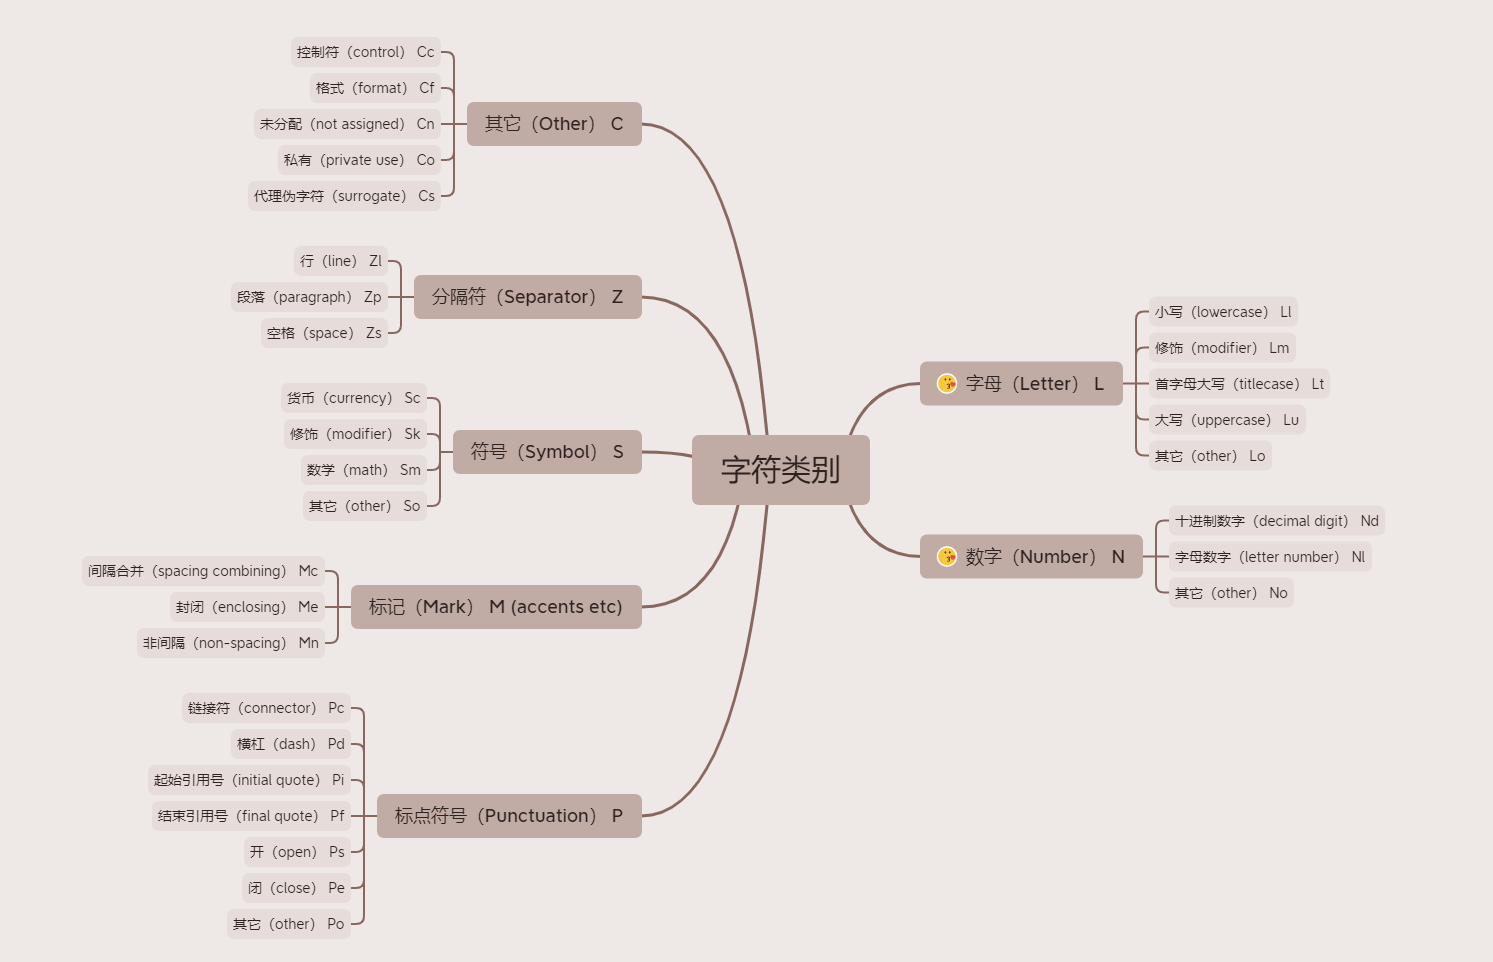 字符类别
字母（Letter） L
小写（lowercase） Ll
修饰（modifier） Lm
首字母大写（titlecase） Lt
大写（uppercase） Lu
其它（other） Lo
数字（Number） N
十进制数字（decimal digit） Nd
字母数字（letter number） Nl
其它（other） No
其它（Other） C
控制符（control） Cc
格式（format） Cf
未分配（not assigned） Cn
私有（private use） Co
代理伪字符（surrogate） Cs
分隔符（Separator） Z
行（line） Zl
段落（paragraph） Zp
空格（space） Zs
符号（Symbol） S
货币（currency） Sc
修饰（modifier） Sk
数学（math） Sm
其它（other） So
标记（Mark） M (accents etc)
间隔合并（spacing combining） Mc
封闭（enclosing） Me
非间隔（non-spacing） Mn
标点符号（Punctuation） P
链接符（connector） Pc
横杠（dash） Pd
起始引用号（initial quote） Pi
结束引用号（final quote） Pf
开（open） Ps
闭（close） Pe
其它（other） Po